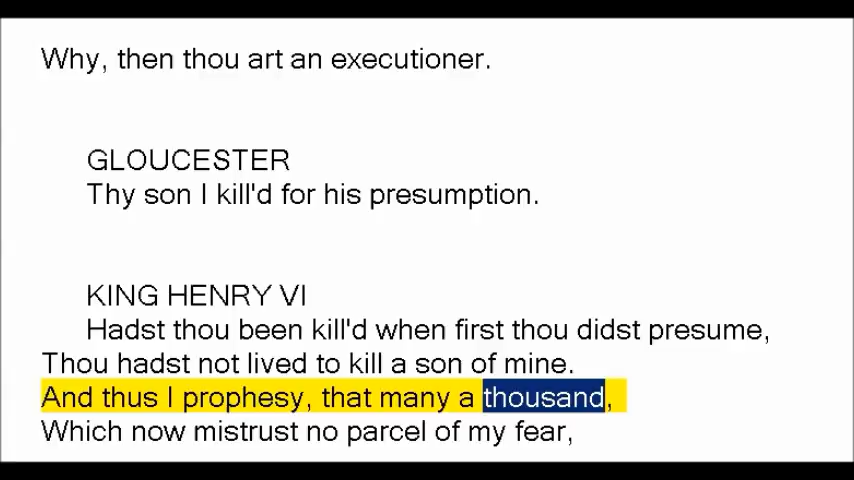 Why, then thou art an executioner.
GLOUCESTER
Thy son I kill'd for his presumption.
KING HENRY VI
Hadst thou been kill'd when first thou didst presume,
Thou hadst not lived to kill a son of mine.
And thus I prophesy, that many a thousand,
Which now mistrust no parcel of my fear,